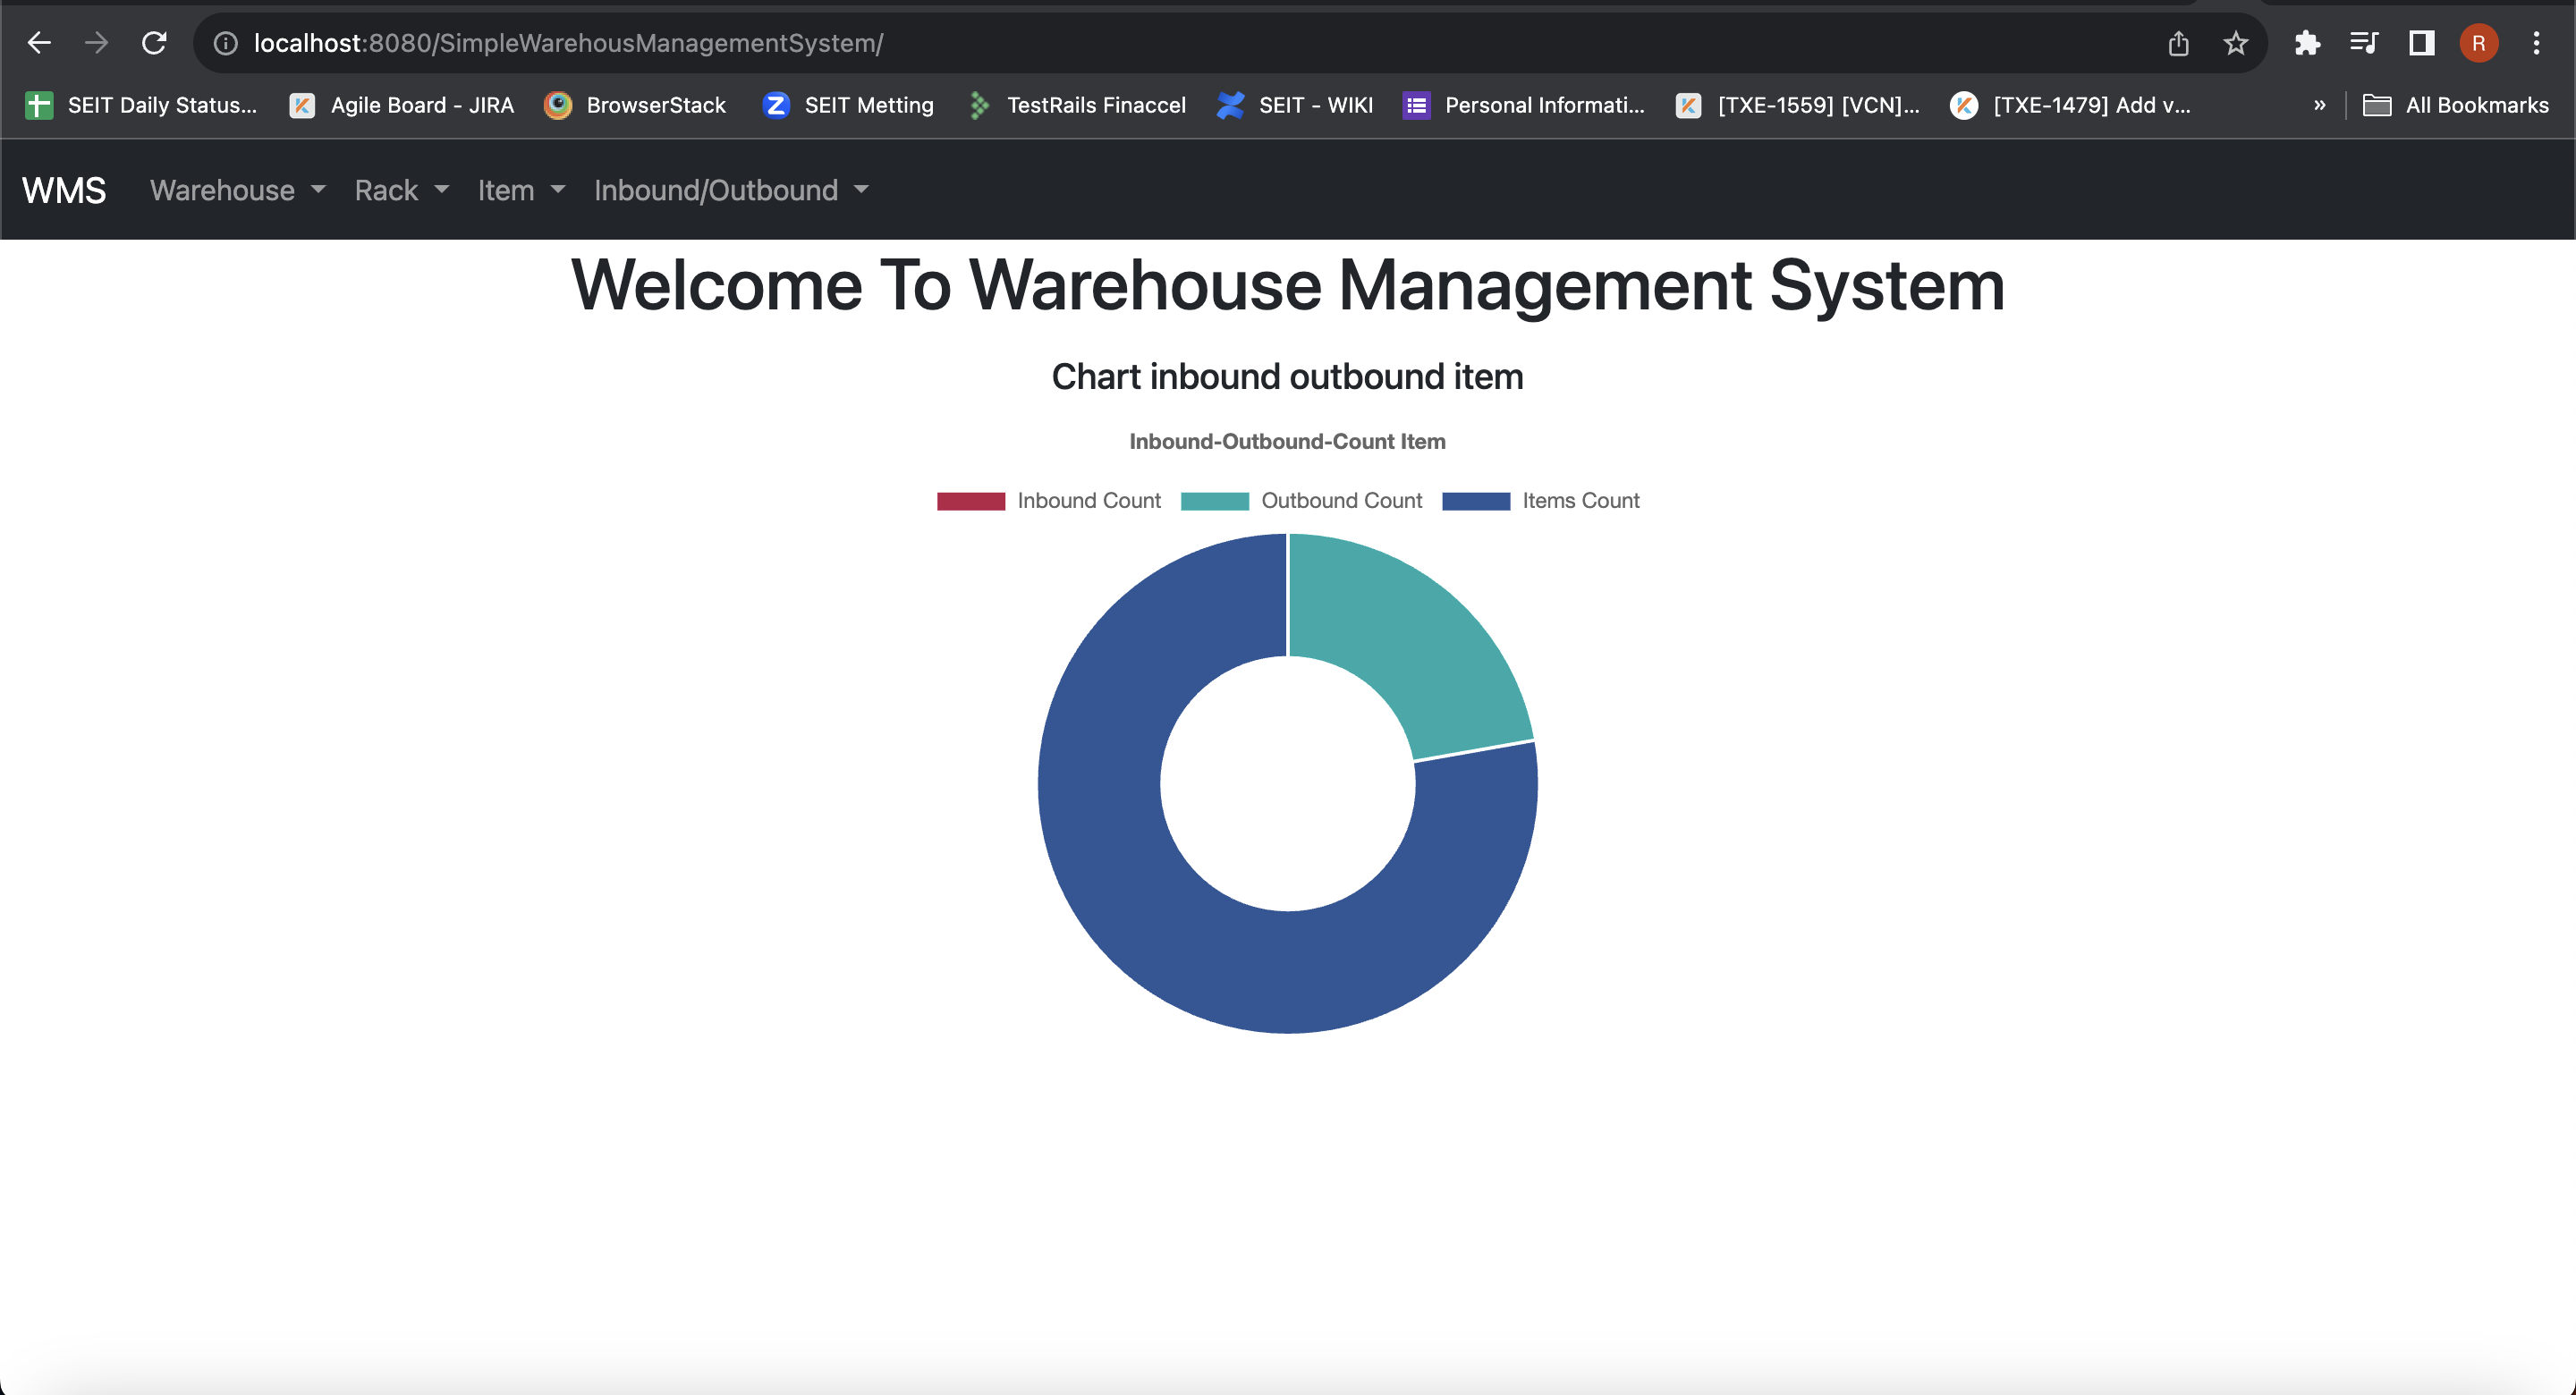 localhost:8080/SimpleWarehousManagementSystem/
R
SEIT Daily Status... Agile Board - JIRA BrowserStack SEIT Metting TestRails Finaccel SEIT - WIKI Personal Informati... [TXE-1559] [VCN]... [TXE-1479] Add v... » All Bookmarks
WMS Warehouse Rack Item Inbound/Outbound
Welcome To Warehouse Management System
Chart inbound outbound item
Inbound-Outbound-Count Item
Inbound Count Outbound Count Items Count